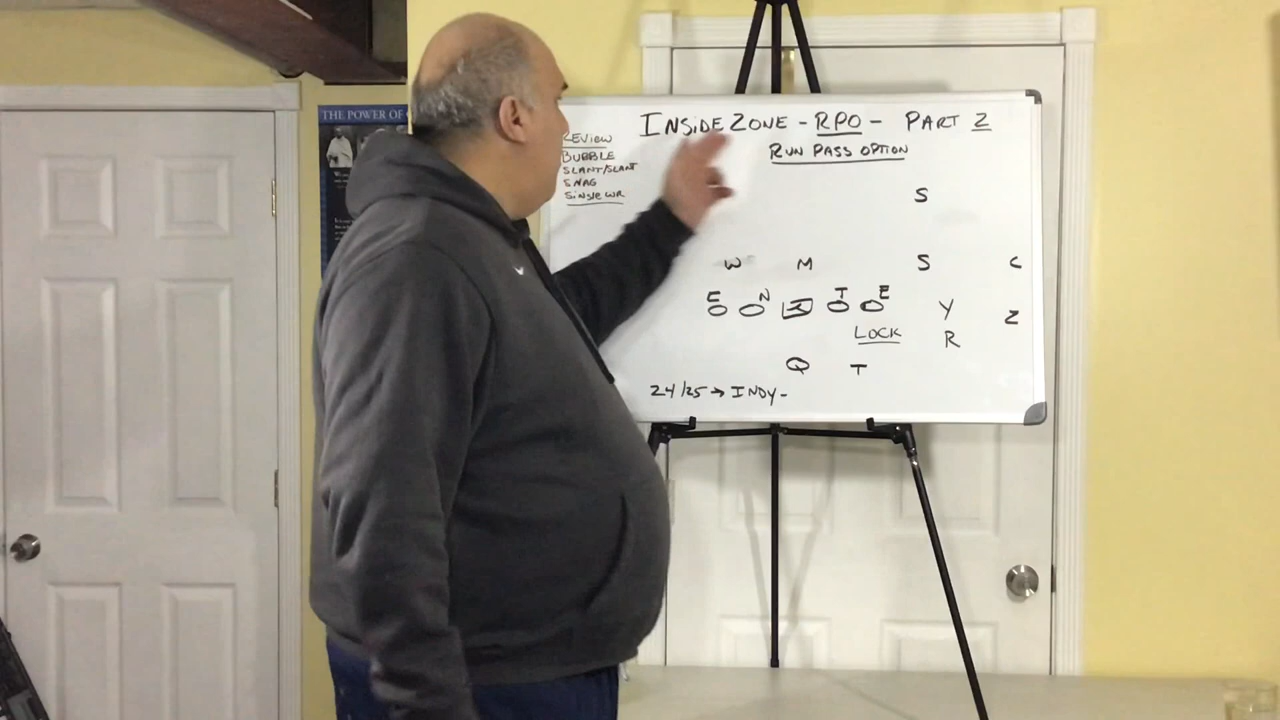 THE POWER OF
INSIDE ZONE - RPO - PART 2
RUN PASS OPTION
REVIEW
BUBBLE
SLANT/SLANT
SNAG
SINGLE WR
S
W M S C
E N T E
Y Z
LOCK R
Q T
24/25 → INDY -